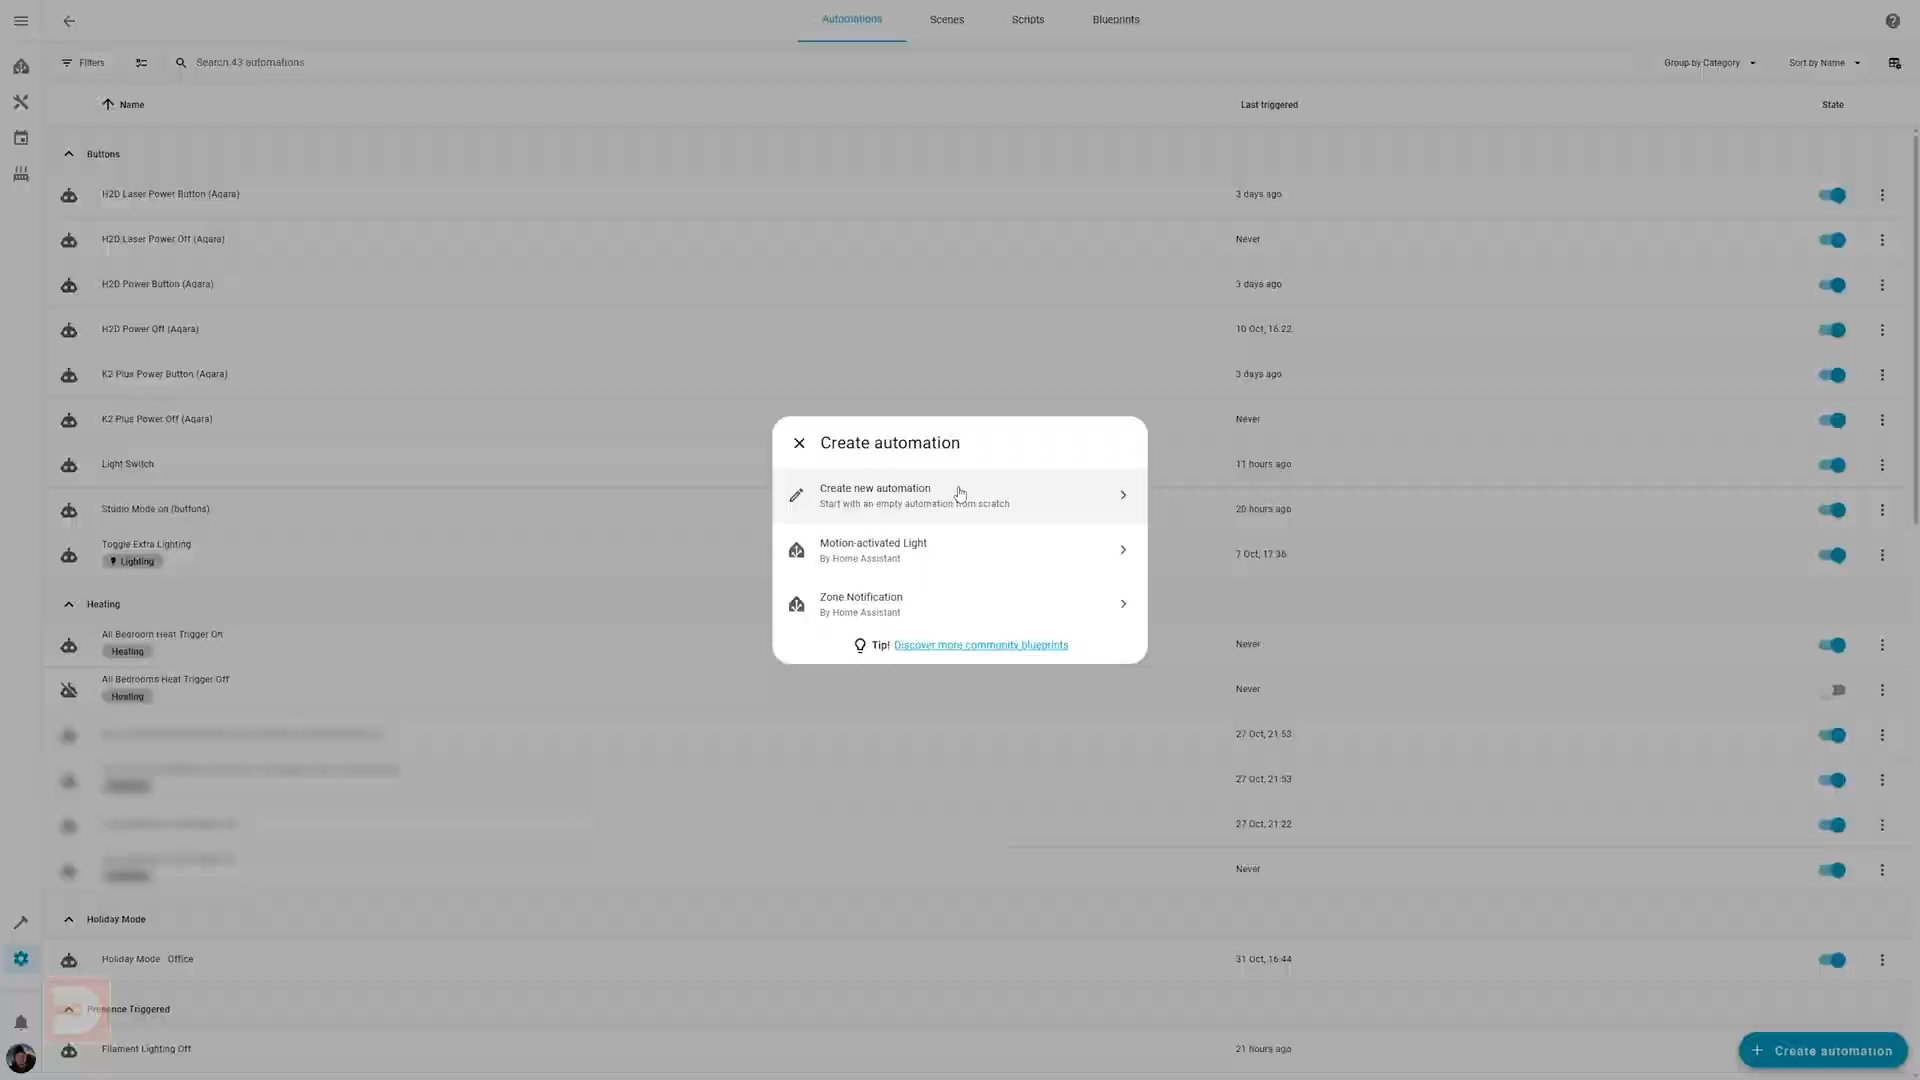 Automations
Scenes
Scripts
Blueprints
Filters
Search 43 automations
Group by Category
Sort by Name
Name
Last triggered
State
Buttons
H2D Laser Power Button (Aqara)
3 days ago
H2D Laser Power Off (Aqara)
Never
H2D Power Button (Aqara)
3 days ago
H2D Power Off (Aqara)
10 Oct, 16:22
K2 Plus Power Button (Aqara)
3 days ago
K2 Plus Power Off (Aqara)
Never
Light Switch
11 hours ago
Studio Mode on (buttons)
20 hours ago
Toggle Extra Lighting
Lighting
7 Oct, 17:36
Create automation
Create new automation
Start with an empty automation from scratch
Motion-activated Light
By Home Assistant
Zone Notification
By Home Assistant
Tip! Discover more community blueprints
Heating
All Bedroom Heat Trigger On
Heating
Never
All Bedrooms Heat Trigger Off
Heating
Never
27 Oct, 21:53
27 Oct, 21:53
27 Oct, 21:22
Never
Holiday Mode
Holiday Mode Office
31 Oct, 16:44
Presence Triggered
Filament Lighting Off
21 hours ago
Create automation